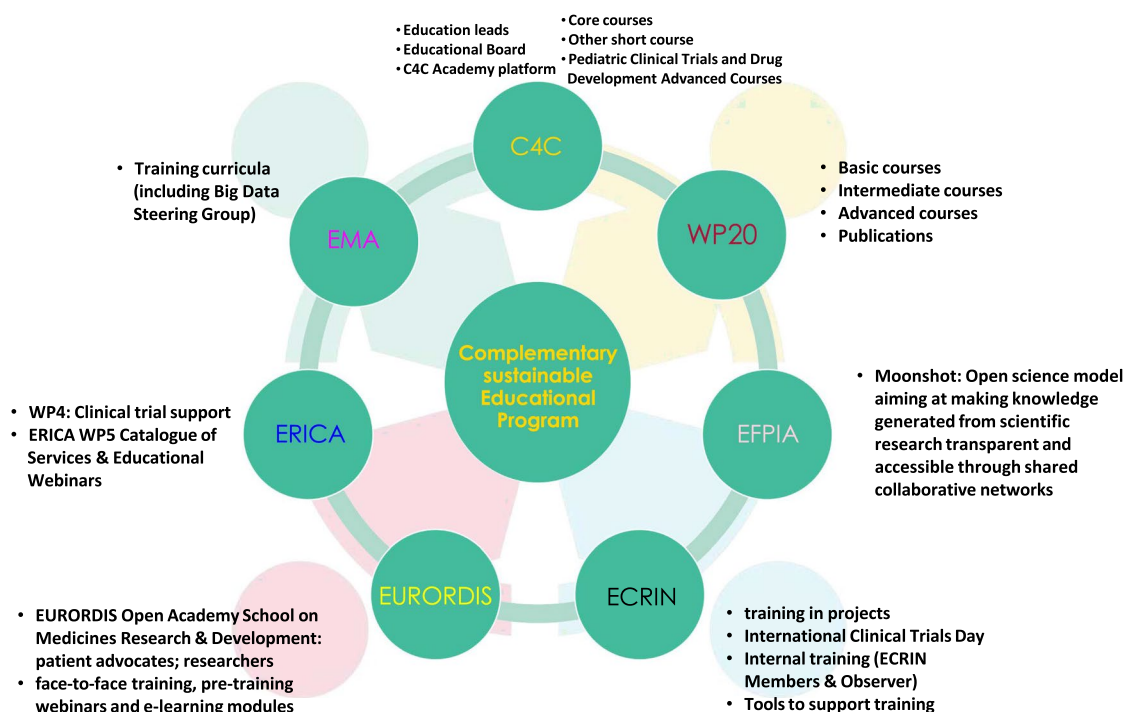 • Education leads
• Educational Board
• C4C Academy platform
• Core courses
• Other short course
• Pediatric Clinical Trials and Drug
Development Advanced Courses
C4C
• Training curricula
(including Big Data
Steering Group)
EMA
WP20
• Basic courses
• Intermediate courses
• Advanced courses
• Publications
Complementary
sustainable
Educational
Program
• WP4: Clinical trial support
• ERICA WP5 Catalogue of
Services & Educational
Webinars
ERICA
EFPIA
• Moonshot: Open science model
aiming at making knowledge
generated from scientific
research transparent and
accessible through shared
collaborative networks
• EURORDIS Open Academy School on
Medicines Research & Development:
patient advocates; researchers
• face-to-face training, pre-training
webinars and e-learning modules
EURORDIS
ECRIN
• training in projects
• International Clinical Trials Day
• Internal training (ECRIN
Members & Observer)
• Tools to support training